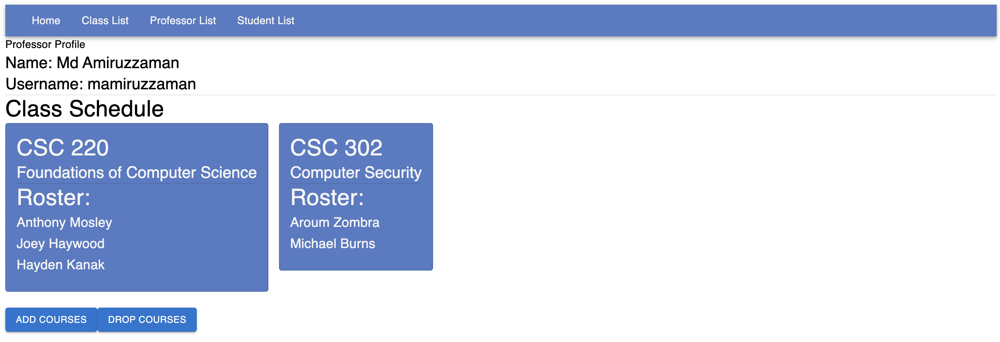 Home Class List Professor List Student List
Professor Profile
Name: Md Amiruzzaman
Username: mamiruzzaman
Class Schedule
CSC 220
Foundations of Computer Science
Roster:
Anthony Mosley
Joey Haywood
Hayden Kanak
CSC 302
Computer Security
Roster:
Aroum Zombra
Michael Burns
ADD COURSES DROP COURSES